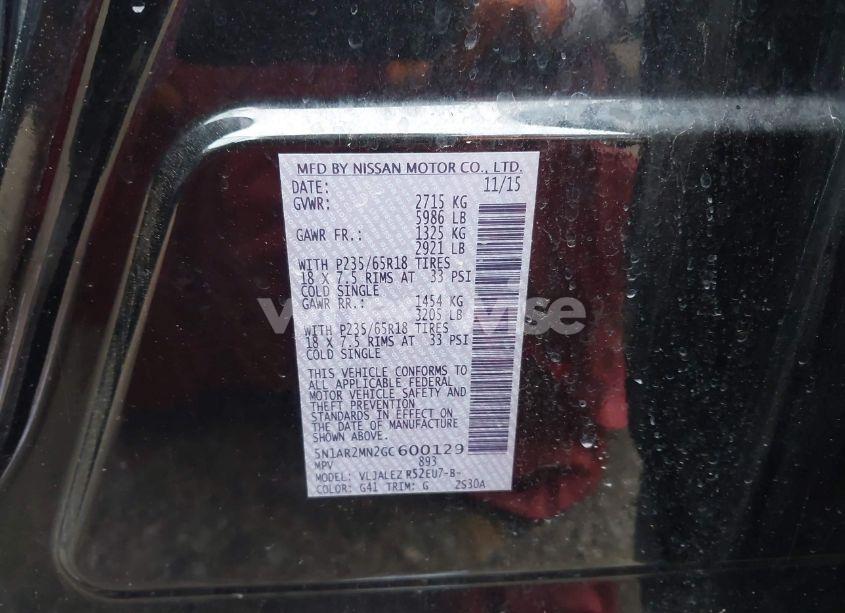 MFD BY NISSAN MOTOR CO., LTD.
DATE: 11/15
GVWR: 2715 KG
5986 LB
GAWR FR.: 1325 KG
2921 LB
WITH P235/65R18 TIRES
18 X 7.5 RIMS AT 33 PSI
COLD SINGLE
GAWR RR.: 1454 KG
3205 LB
WITH P235/65R18 TIRES
18 X 7.5 RIMS AT 33 PSI
COLD SINGLE
THIS VEHICLE CONFORMS TO
ALL APPLICABLE FEDERAL
MOTOR VEHICLE SAFETY AND
THEFT PREVENTION
STANDARDS IN EFFECT ON
THE DATE OF MANUFACTURE
SHOWN ABOVE.
5N1AR2MN2GC600129
MPV 893
MODEL: VLJALEZ R52EU7-B-
COLOR: G41 TRIM: G 2S30A